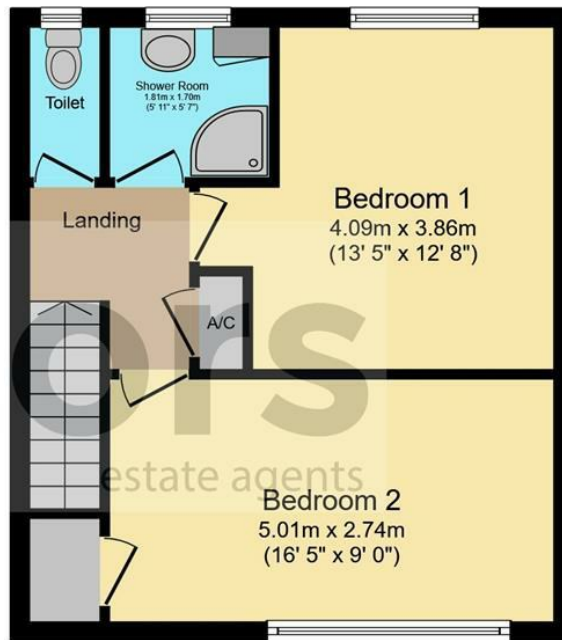 Toilet
Shower Room
1.81m x 1.70m
(5' 11" x 5' 7")
Bedroom 1
4.09m x 3.86m
(13' 5" x 12' 8")
Landing
A/C
ors
estate agents
Bedroom 2
5.01m x 2.74m
(16' 5" x 9' 0")